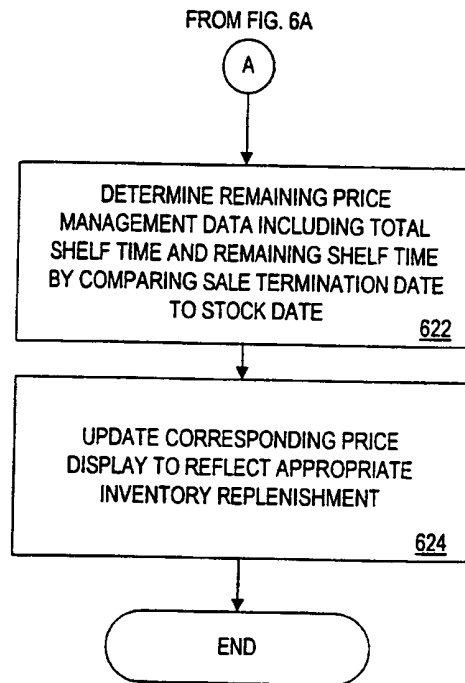 FROM FIG. 6A
A
DETERMINE REMAINING PRICE
MANAGEMENT DATA INCLUDING TOTAL
SHELF TIME AND REMAINING SHELF TIME
BY COMPARING SALE TERMINATION DATE
TO STOCK DATE
622
UPDATE CORRESPONDING PRICE
DISPLAY TO REFLECT APPROPRIATE
INVENTORY REPLENISHMENT
624
END